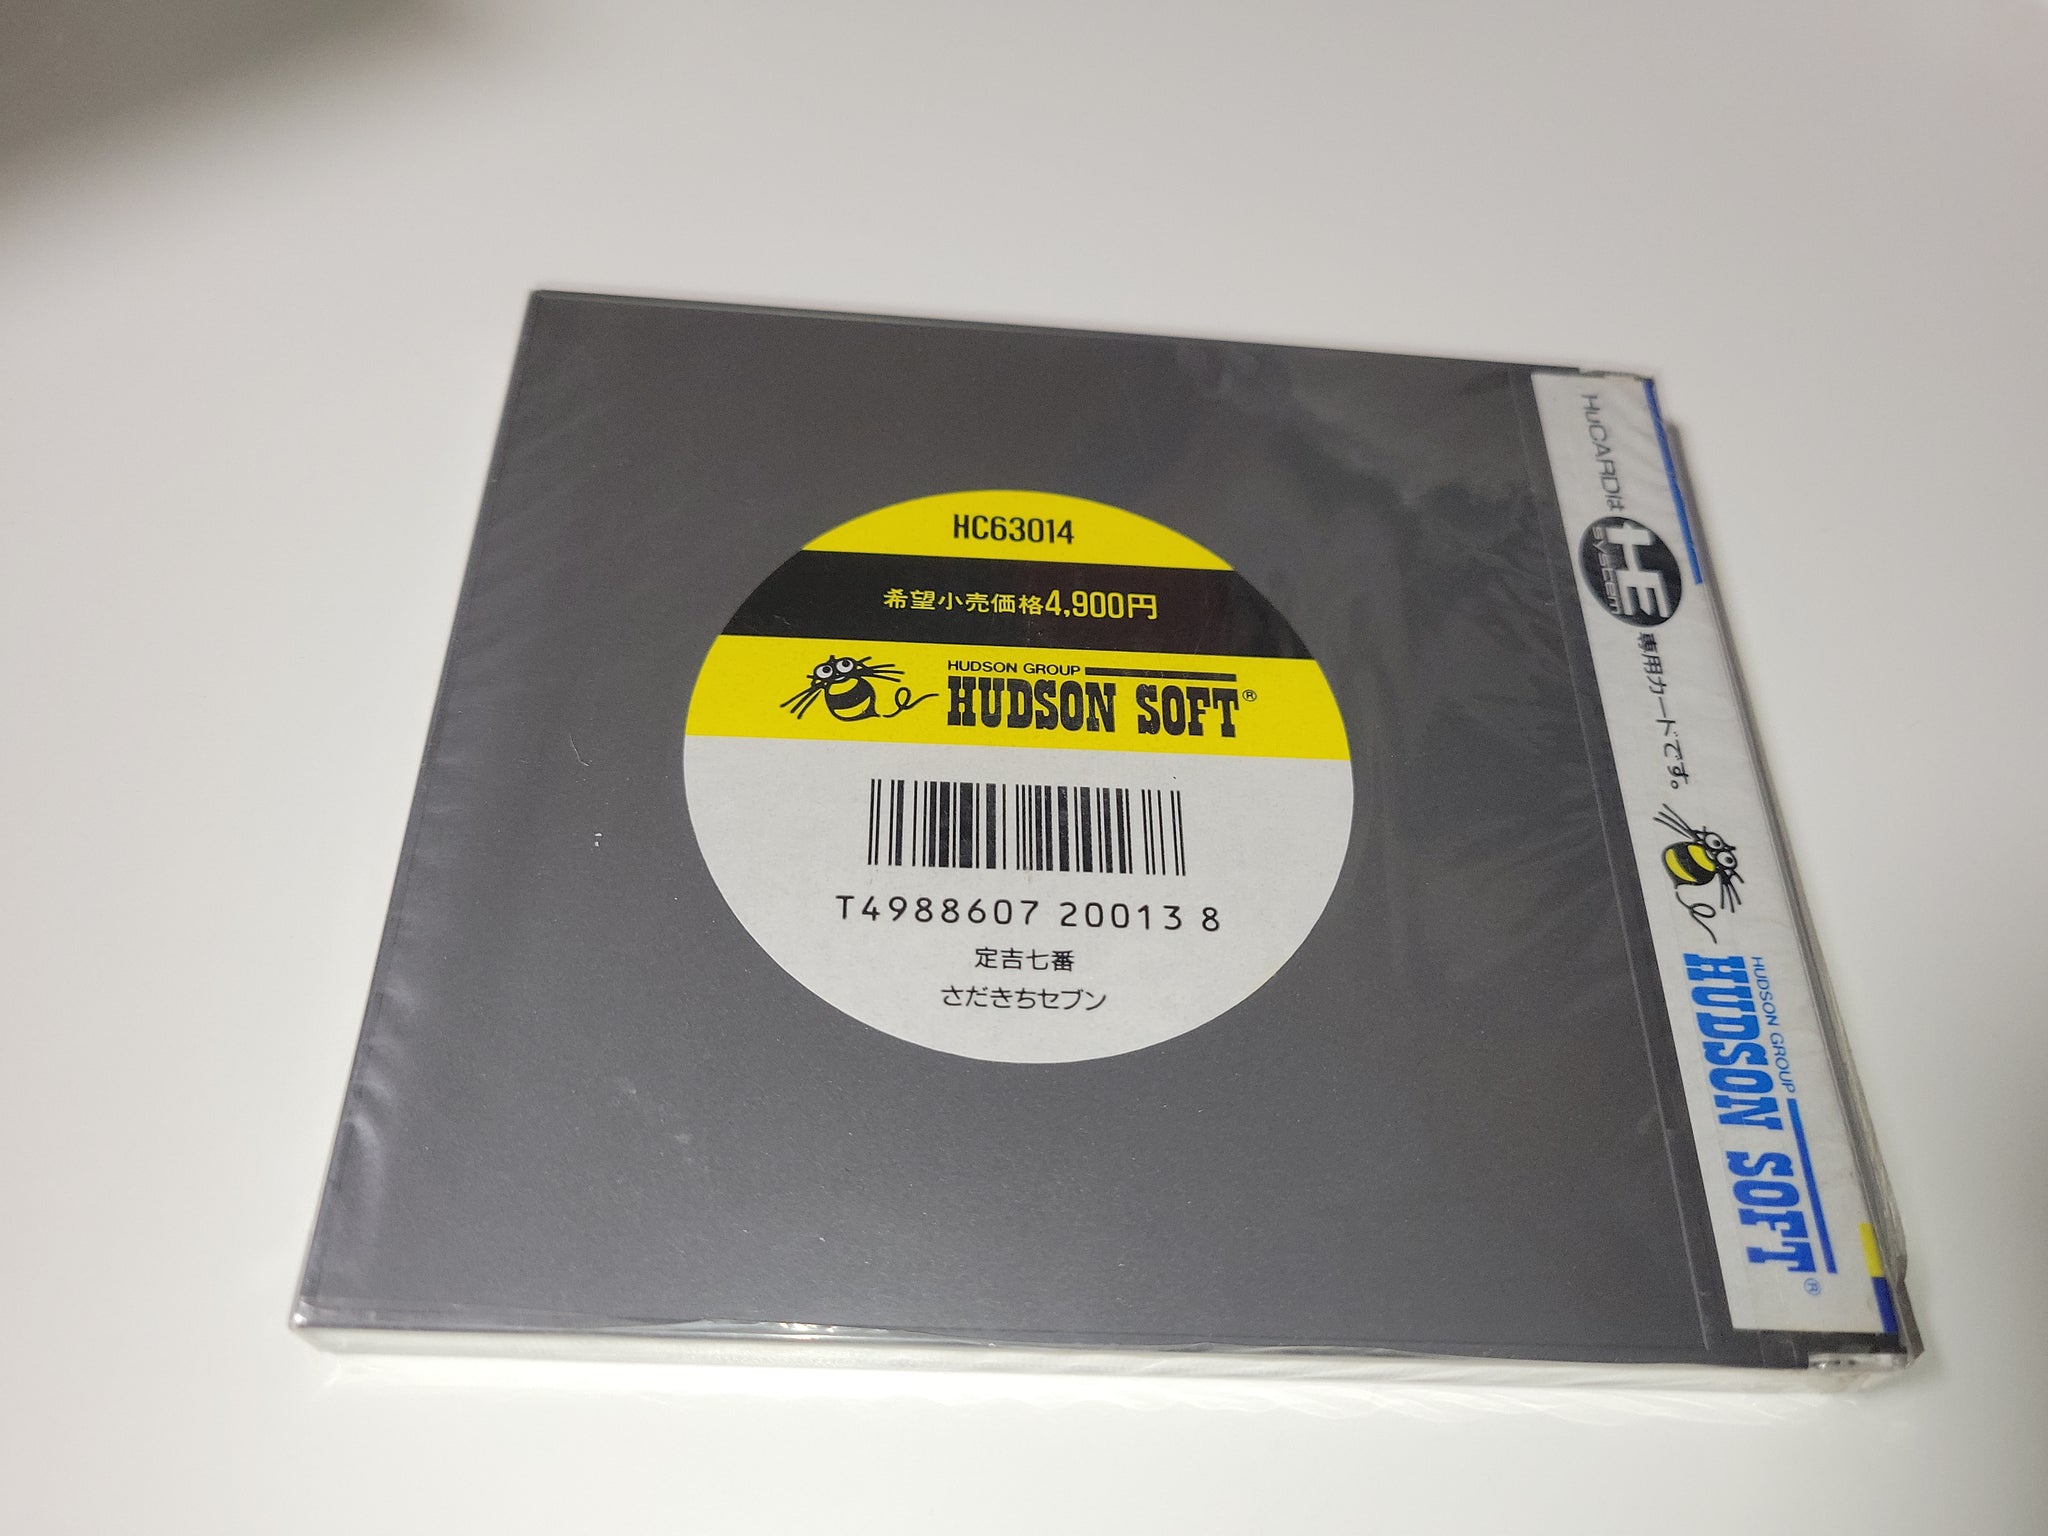 HC63014
希望小売価格4,900円
HUDSON GROUP
HUDSON SOFT®
T4988607 20013 8
定吉七番
さだきちセブン
HuCARDは HE system 専用カードです。
HUDSON GROUP
HUDSON SOFT®